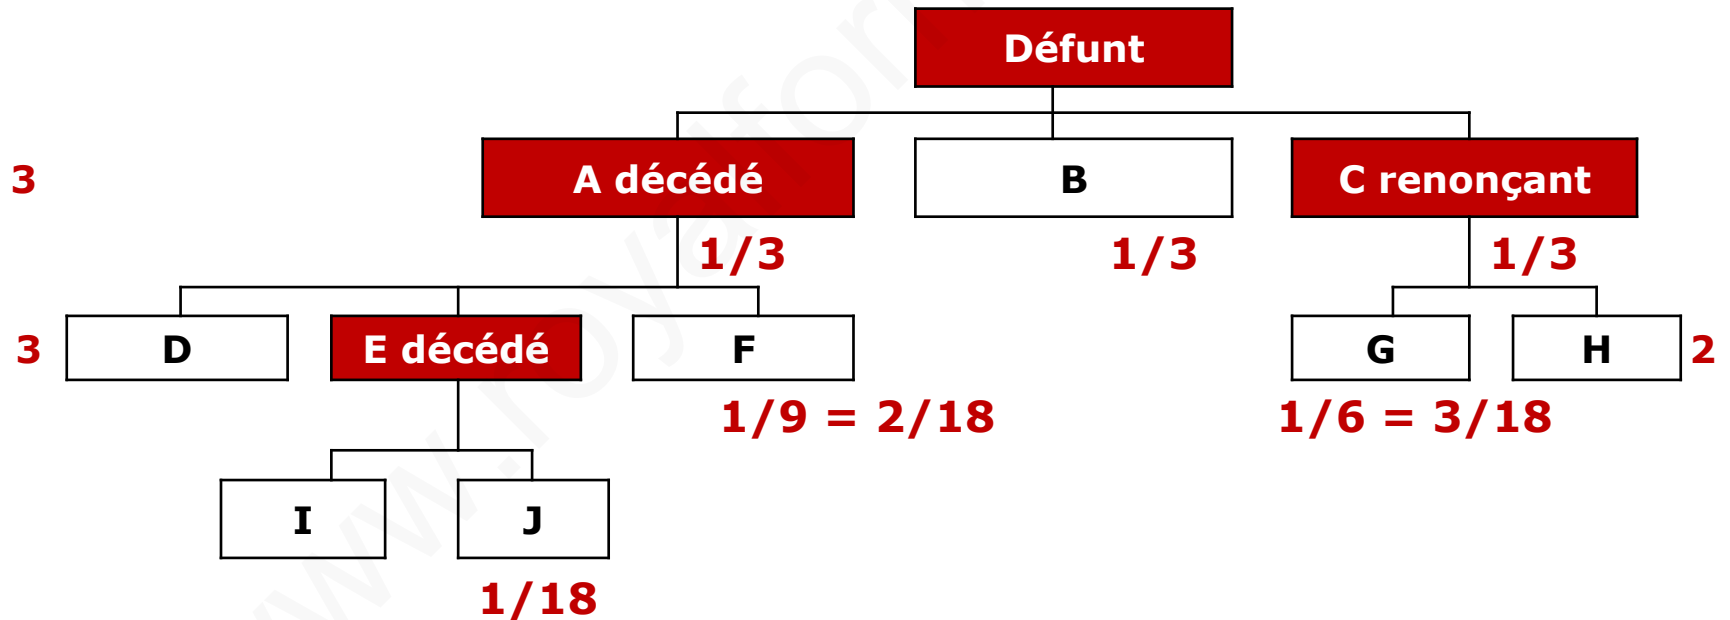 Défunt
3 A décédé B C renonçant
1/3 1/3 1/3
3 D E décédé F G H 2
1/9 = 2/18 1/6 = 3/18
I J
1/18